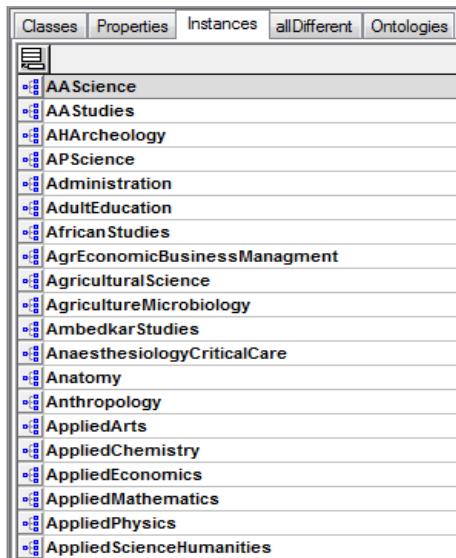 Classes Properties Instances allDifferent Ontologies
AAScience
AAStudies
AHArcheology
APScience
Administration
AdultEducation
AfricanStudies
AgrEconomicBusinessManagment
AgriculturalScience
AgricultureMicrobiology
AmbedkarStudies
AnaesthesiologyCriticalCare
Anatomy
Anthropology
AppliedArts
AppliedChemistry
AppliedEconomics
AppliedMathematics
AppliedPhysics
AppliedScienceHumanities